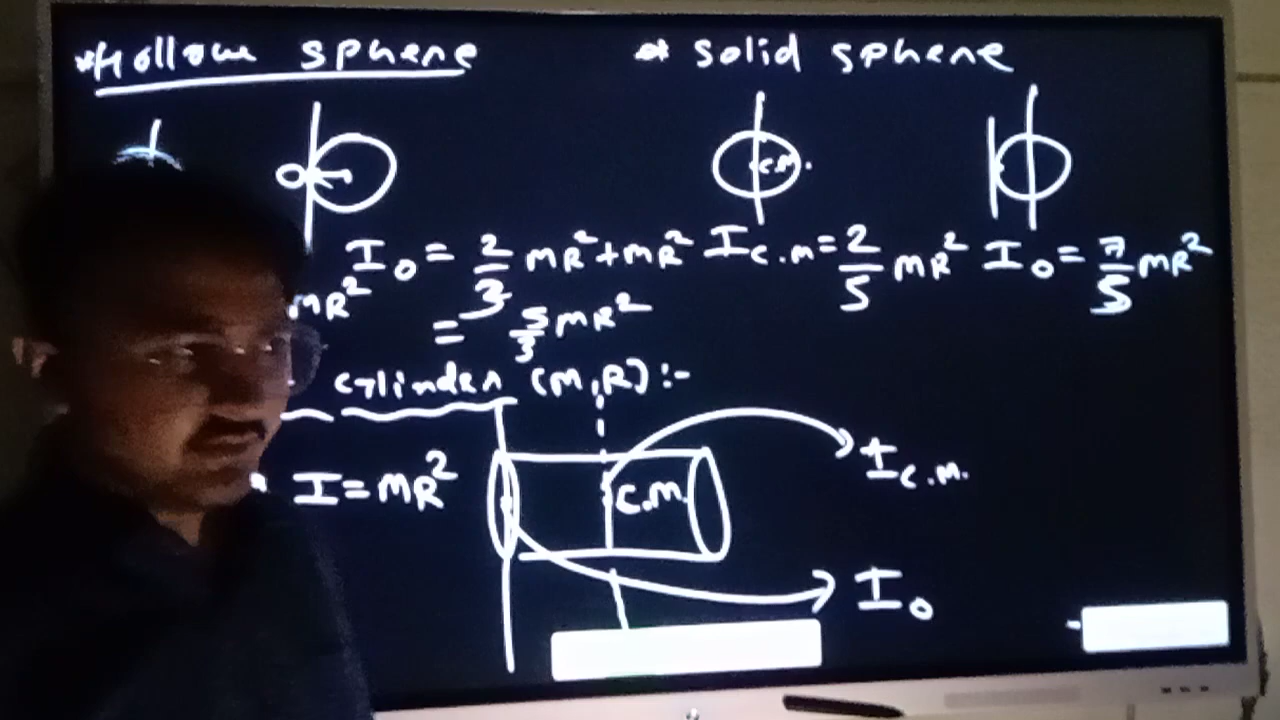 *Hollow sphere
* solid sphere
C.M.
I₀ = 2/3 MR² + MR²
MR²
= 5/3 MR²
I C.M = 2/5 MR²
I₀ = 7/5 MR²
cylinder (M,R) :-
I = MR²
C.M.
I C.M.
I₀